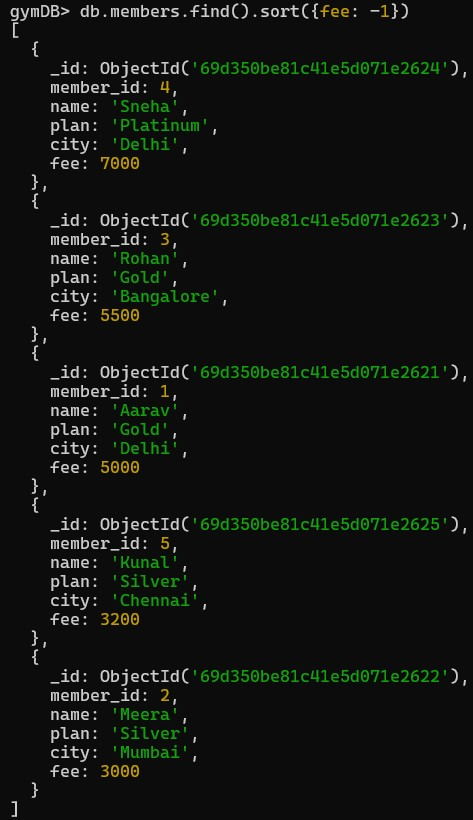 gymDB> db.members.find().sort({fee: -1})
[
  {
    _id: ObjectId('69d350be81c41e5d071e2624'),
    member_id: 4,
    name: 'Sneha',
    plan: 'Platinum',
    city: 'Delhi',
    fee: 7000
  },
  {
    _id: ObjectId('69d350be81c41e5d071e2623'),
    member_id: 3,
    name: 'Rohan',
    plan: 'Gold',
    city: 'Bangalore',
    fee: 5500
  },
  {
    _id: ObjectId('69d350be81c41e5d071e2621'),
    member_id: 1,
    name: 'Aarav',
    plan: 'Gold',
    city: 'Delhi',
    fee: 5000
  },
  {
    _id: ObjectId('69d350be81c41e5d071e2625'),
    member_id: 5,
    name: 'Kunal',
    plan: 'Silver',
    city: 'Chennai',
    fee: 3200
  },
  {
    _id: ObjectId('69d350be81c41e5d071e2622'),
    member_id: 2,
    name: 'Meera',
    plan: 'Silver',
    city: 'Mumbai',
    fee: 3000
  }
]